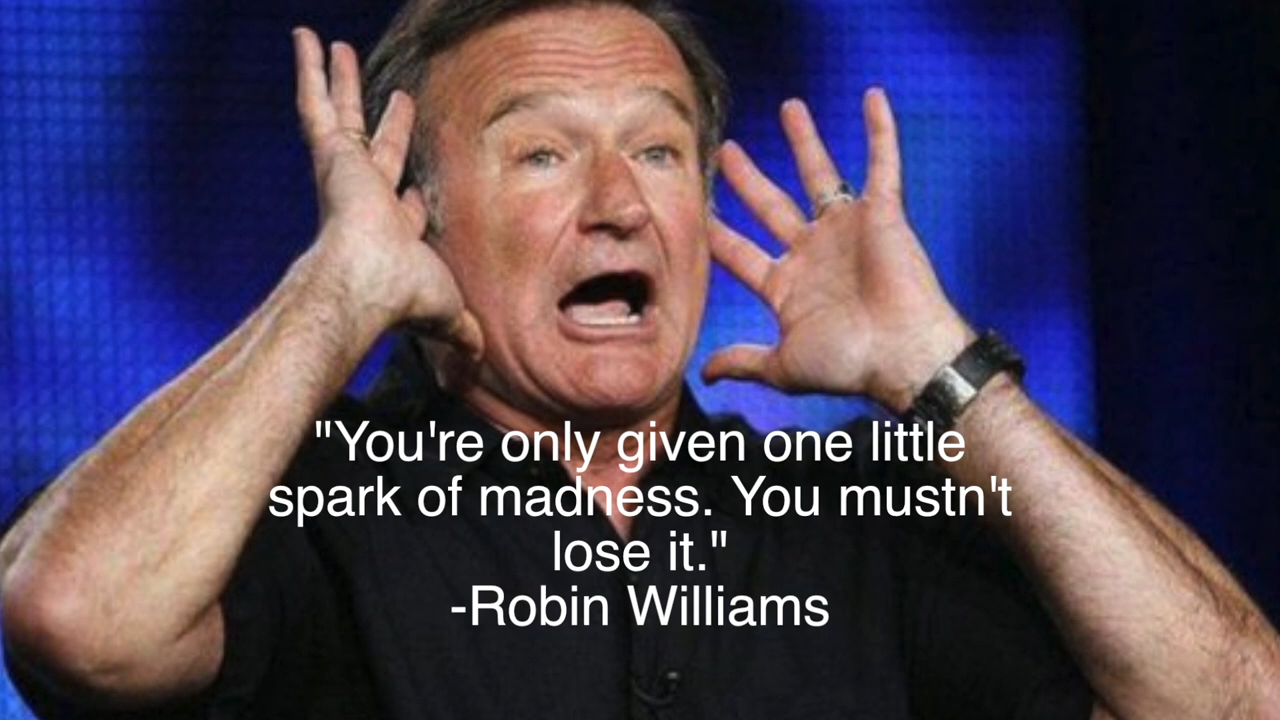 "You're only given one little
spark of madness. You mustn't
lose it."
-Robin Williams